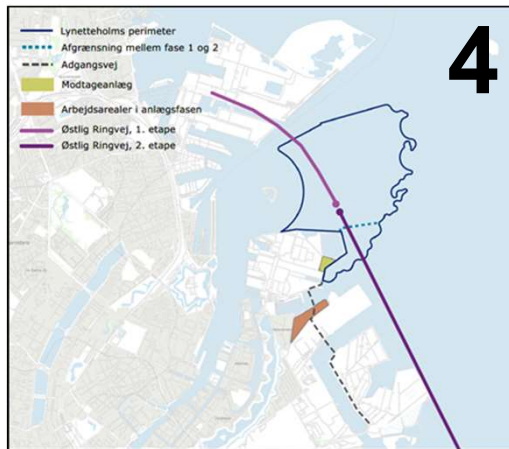 4
Lynetteholms perimeter
Afgrænsning mellem fase 1 og 2
Adgangsvej
Modtageanlæg
Arbejdsarealer i anlægsfasen
Østlig Ringvej, 1. etape
Østlig Ringvej, 2. etape